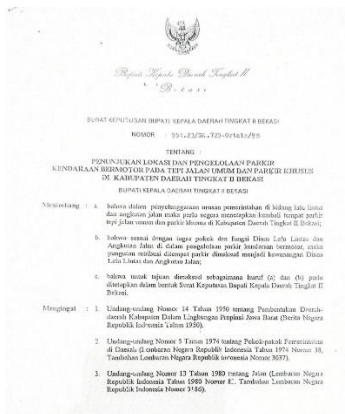 Bupati Kepala Daerah Tingkat II
Bekasi
SURAT KEPUTUSAN BUPATI KEPALA DAERAH TINGKAT II BEKASI
NOMOR :
TENTANG :
PENUNJUKAN LOKASI DAN PENGELOLAAN PARKIR
KENDARAAN BERMOTOR PADA TEPI JALAN UMUM DAN PARKIR KHUSUS
DI KABUPATEN DAERAH TINGKAT II BEKASI
BUPATI KEPALA DAERAH TINGKAT II BEKASI
Menimbang : a. bahwa dalam penyelenggaraan urusan pemerintahan di bidang lalu lintas
dan angkutan jalan maka perlu segera menetapkan kembali tempat parkir
tepi jalan umum dan parkir khusus di Kabupaten Daerah Tingkat II Bekasi,
b. bahwa sesuai dengan tugas pokok dan fungsi Dinas Lalu Lintas dan
Angkutan Jalan di dalam pengelolaan parkir kendaraan bermotor, maka
pungutan retribusi ditempat parkir dimaksud menjadi kewenangan Dinas
Lalu Lintas dan Angkutan Jalan;
c. bahwa untuk tujuan dimaksud sebagaimana huruf (a) dan (b) perlu
ditetapkan dalam bentuk Surat Keputusan Bupati Kepala Daerah Tingkat II
Bekasi.
Mengingat : 1. Undang-undang Nomor 14 Tahun 1950 tentang Pembentukan Daerah-
daerah Kabupaten Dalam Lingkungan Propinsi Jawa Barat (Berita Negara
Republik Indonesia Tahun 1950).
2. Undang-undang Nomor 5 Tahun 1974 tentang Pokok-pokok Pemerintahan
di Daerah (Lembaran Negara Republik Indonesia Tahun 1974 Nomor 38,
Tambahan Lembaran Negara Republik Indonesia Nomor 3037).
3. Undang-undang Nomor 13 Tahun 1980 tentang Jalan (Lembaran Negara
Republik Indonesia Tahun 1980 Nomor Tambahan Lembaran Negara
Republik Indonesia Nomor 3186).